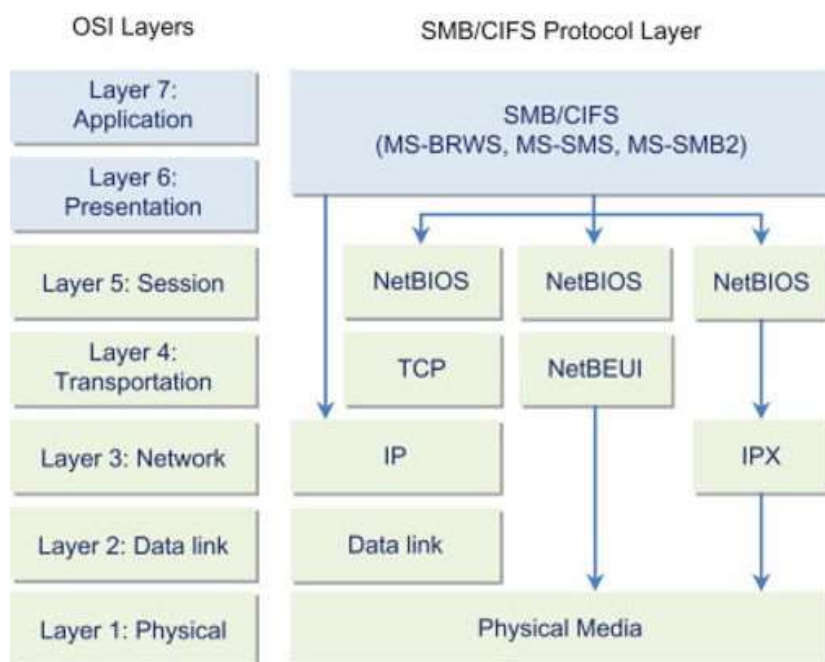 OSI Layers
SMB/CIFS Protocol Layer
Layer 7:
Application
SMB/CIFS
(MS-BRWS, MS-SMS, MS-SMB2)
Layer 6:
Presentation
Layer 5: Session
NetBIOS
NetBIOS
NetBIOS
Layer 4:
Transportation
TCP
NetBEUI
Layer 3: Network
IP
IPX
Layer 2: Data link
Data link
Layer 1: Physical
Physical Media